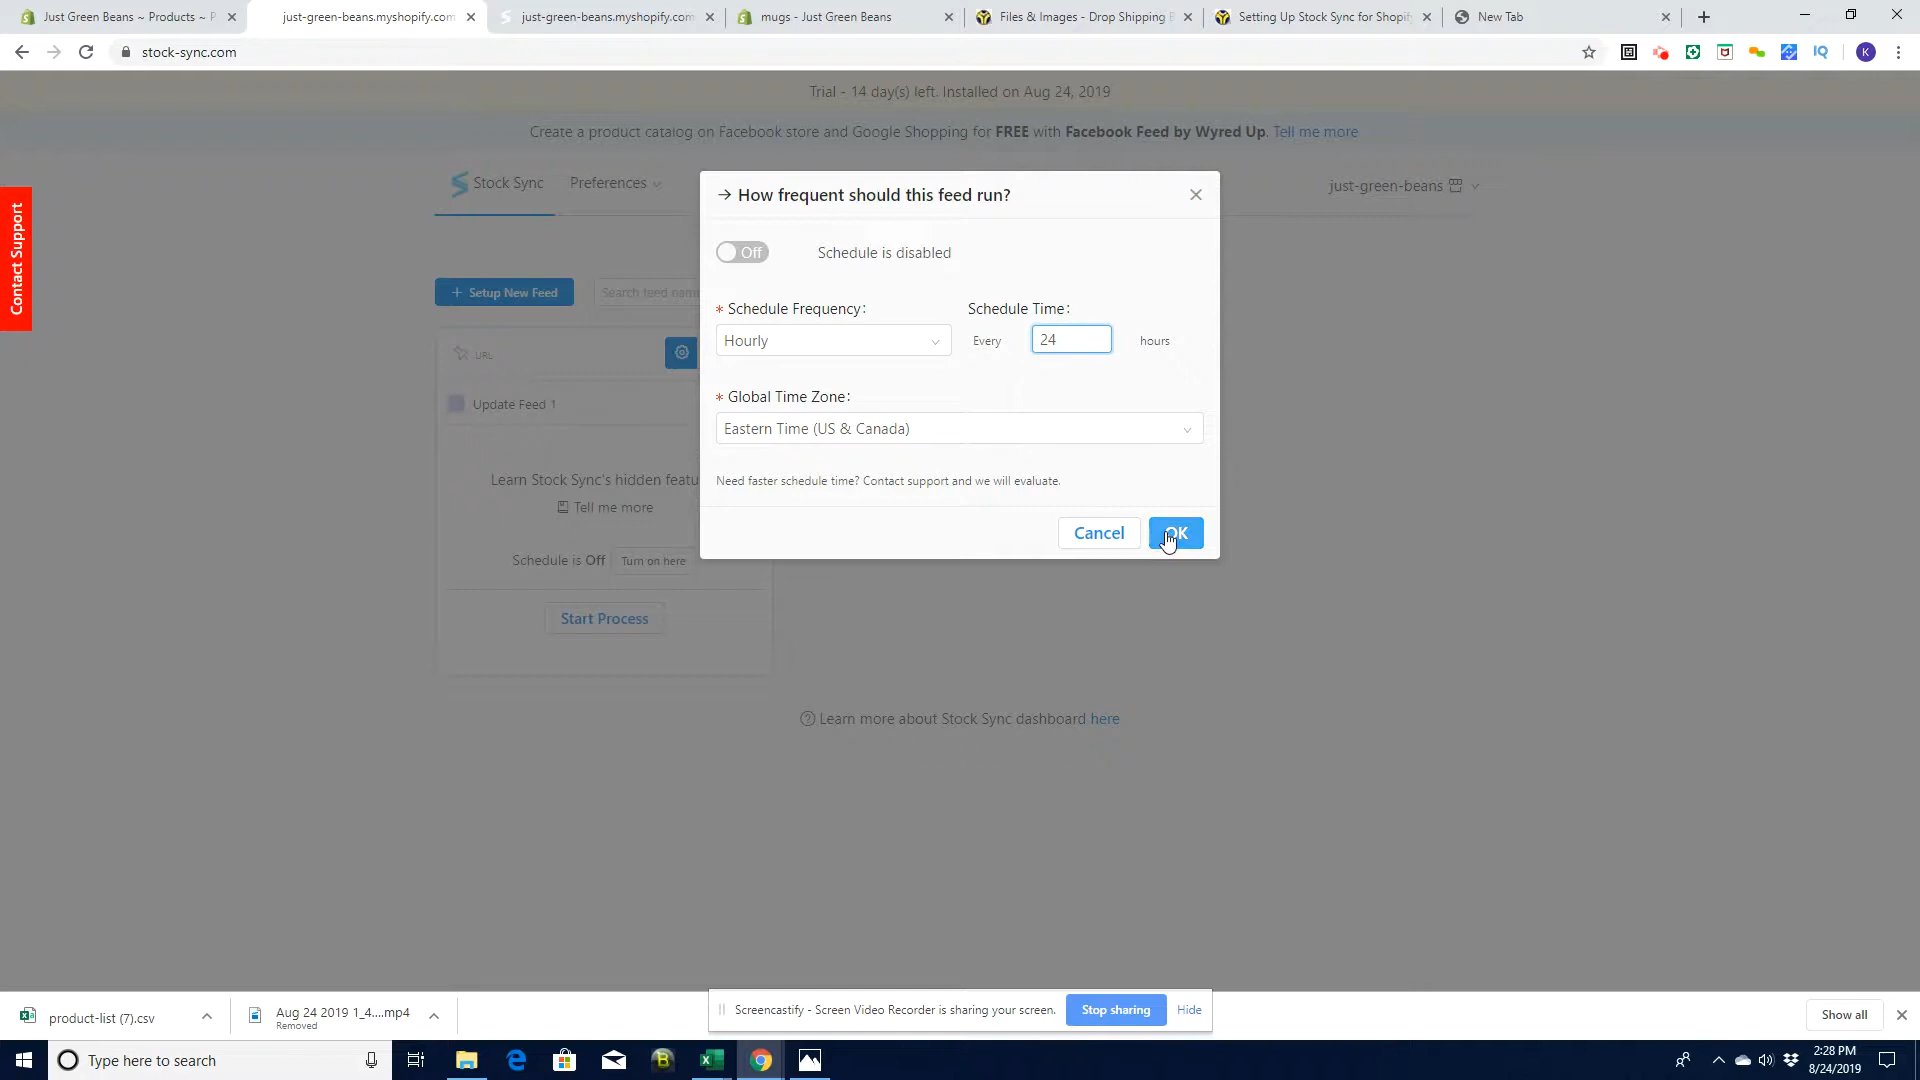 Just Green Beans ~ Products ~ P
just-green-beans.myshopify.com
just-green-beans.myshopify.com
mugs - Just Green Beans
Files & Images - Drop Shipping B
Setting Up Stock Sync for Shopify
New Tab
stock-sync.com
IQ
K
Trial - 14 day(s) left. Installed on Aug 24, 2019
Create a product catalog on Facebook store and Google Shopping for FREE with Facebook Feed by Wyred Up. Tell me more
Stock Sync
Preferences
just-green-beans
Contact Support
→ How frequent should this feed run?
Off
Schedule is disabled
+ Setup New Feed
Search feed name
* Schedule Frequency:
Schedule Time:
Hourly
Every
24
hours
URL
* Global Time Zone:
Update Feed 1
Eastern Time (US & Canada)
Learn Stock Sync's hidden featu
Need faster schedule time? Contact support and we will evaluate.
Tell me more
Cancel
OK
Schedule is Off
Turn on here
Start Process
Learn more about Stock Sync dashboard here
product-list (7).csv
Aug 24 2019 1_4....mp4
Removed
Screencastify - Screen Video Recorder is sharing your screen.
Stop sharing
Hide
Show all
Type here to search
2:28 PM
8/24/2019